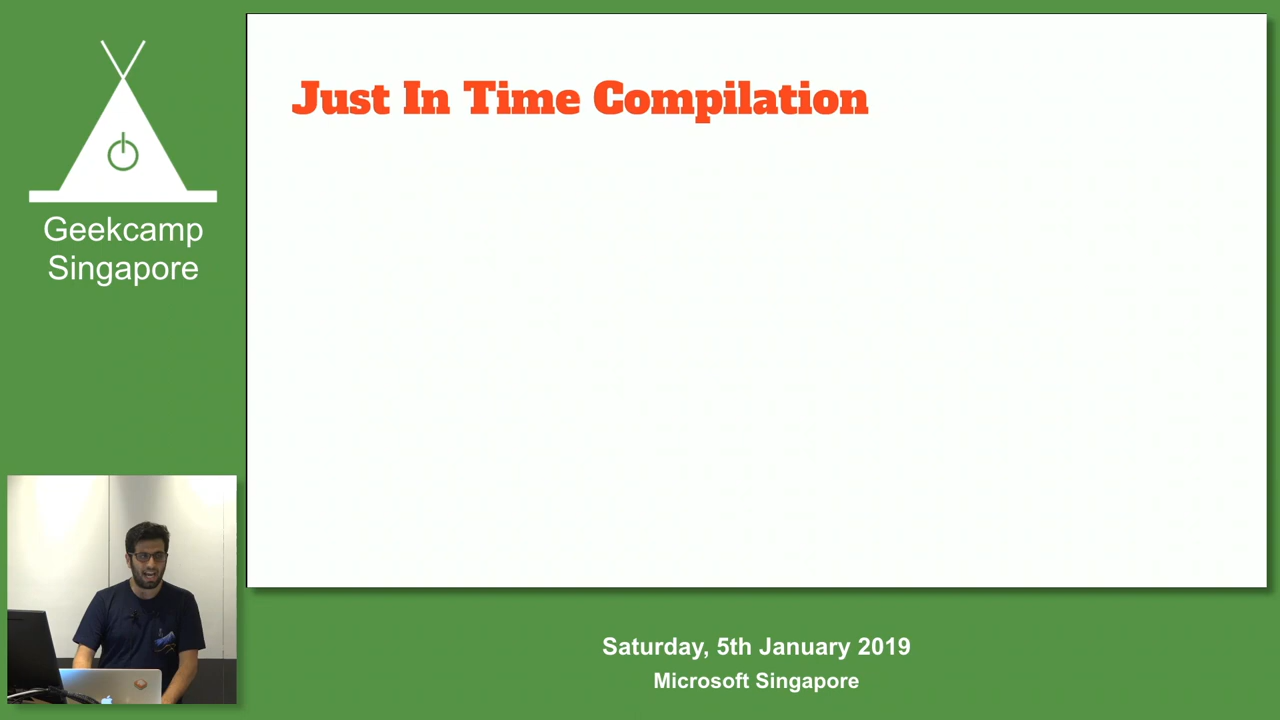 Just In Time Compilation
Geekcamp
Singapore
Saturday, 5th January 2019
Microsoft Singapore